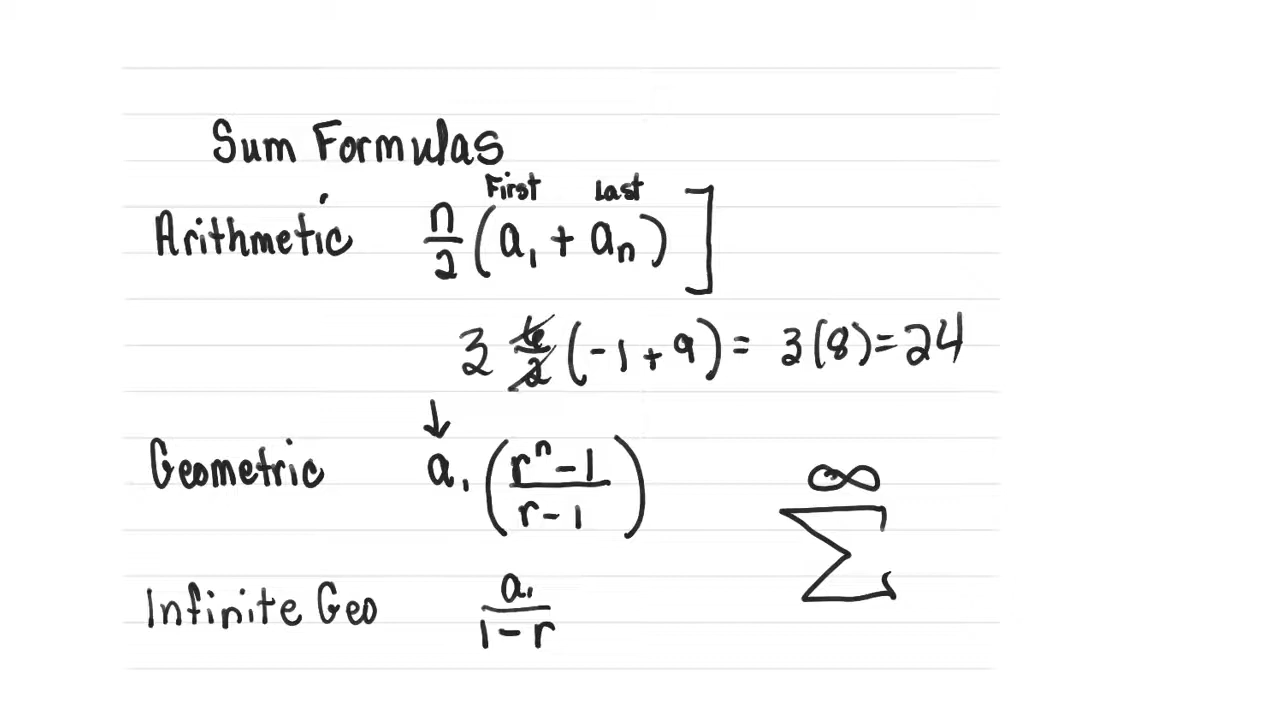 Sum Formulas
First Last
Arithmetic n/2 (a₁ + aₙ) ]
3 6/2 (-1 + 9) = 3(8) = 24
↓
Geometric a₁ ((rⁿ - 1)/(r - 1))
∞
Σ
Infinite Geo a₁/(1 - r)